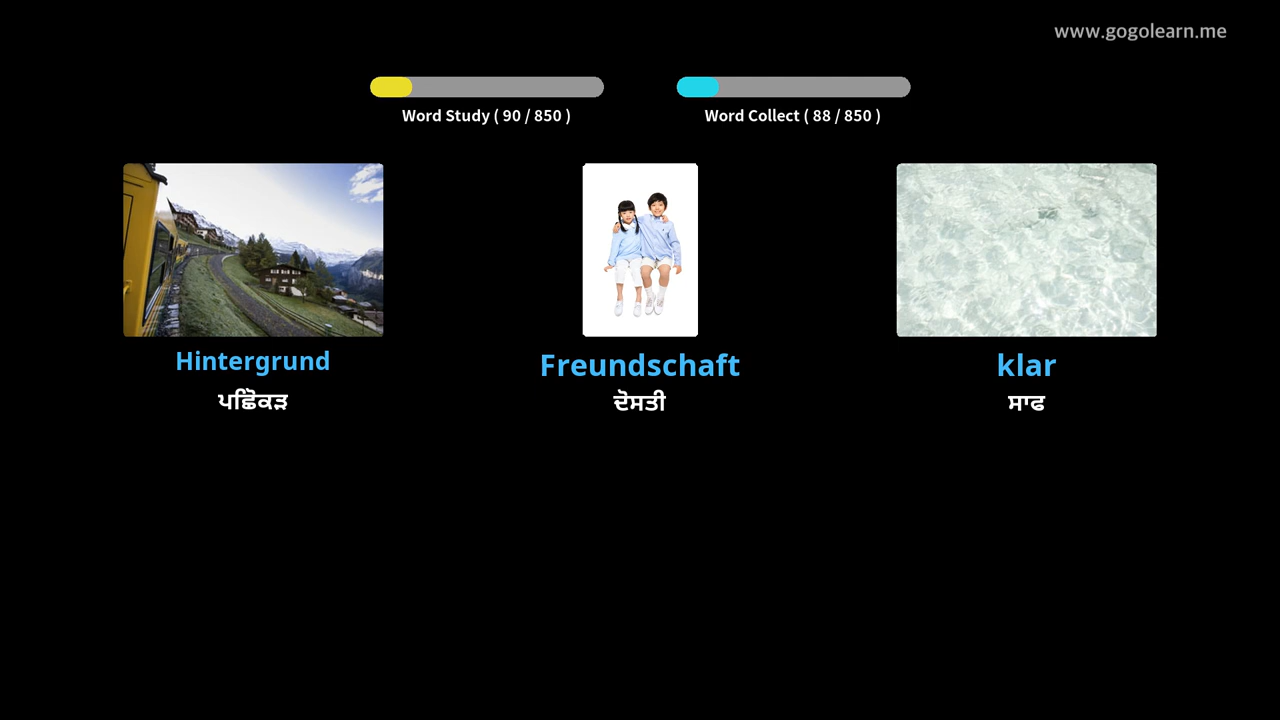 www.gogolearn.me
Word Study ( 90 / 850 )
Word Collect ( 88 / 850 )
Hintergrund
ਪਛਿੋਕੜ
Freundschaft
ਦੋਸਤੀ
klar
ਸਾਫ